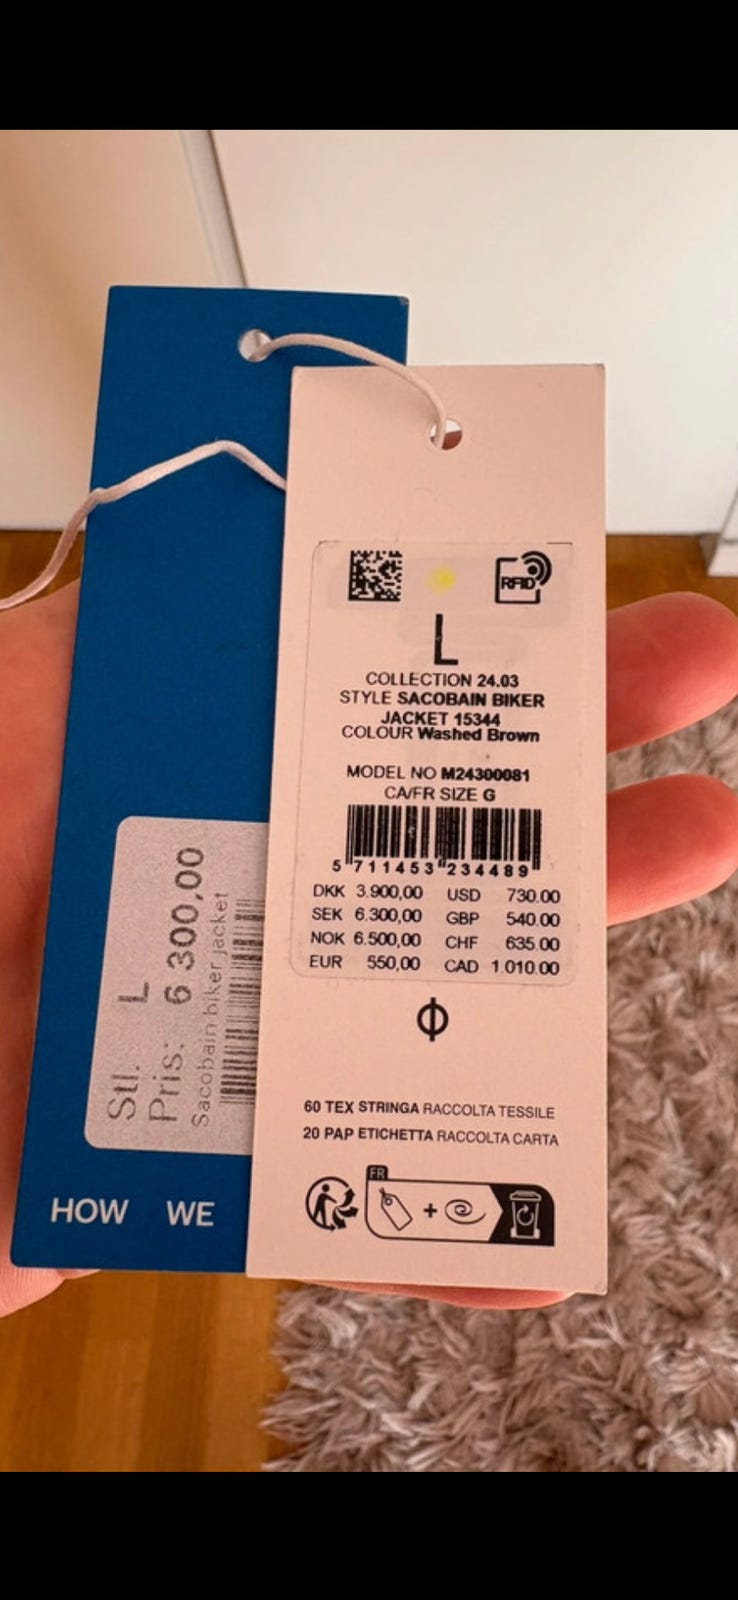 RFID
L
COLLECTION 24.03
STYLE SACOBAIN BIKER
JACKET 15344
COLOUR Washed Brown
MODEL NO M24300081
CA/FR SIZE G
5 711453 234489
DKK 3.900,00 USD 730.00
SEK 6.300,00 GBP 540.00
NOK 6.500,00 CHF 635.00
EUR 550,00 CAD 1.010.00
60 TEX STRINGA RACCOLTA TESSILE
20 PAP ETICHETTA RACCOLTA CARTA
FR
+
Stl. L
Pris: 6 300,00
Sacobain biker jacket
HOW WE